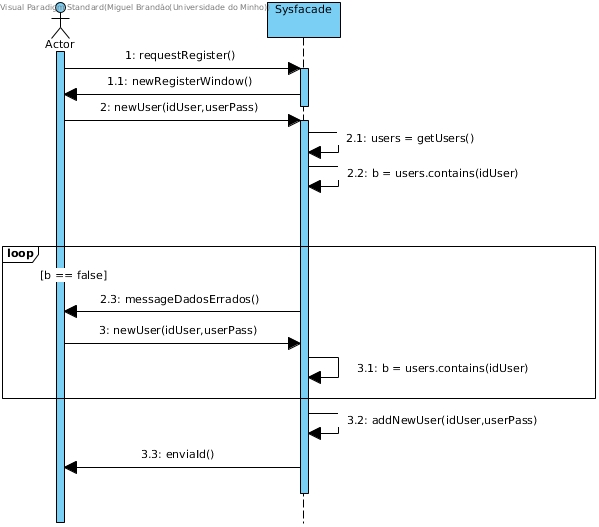 Visual Paradigm Standard(Miguel Brandão(Universidade do Minho))
Sysfacade
Actor
1: requestRegister()
1.1: newRegisterWindow()
2: newUser(idUser,userPass)
2.1: users = getUsers()
2.2: b = users.contains(idUser)
loop
[b == false]
2.3: messageDadosErrados()
3: newUser(idUser,userPass)
3.1: b = users.contains(idUser)
3.2: addNewUser(idUser,userPass)
3.3: enviaId()